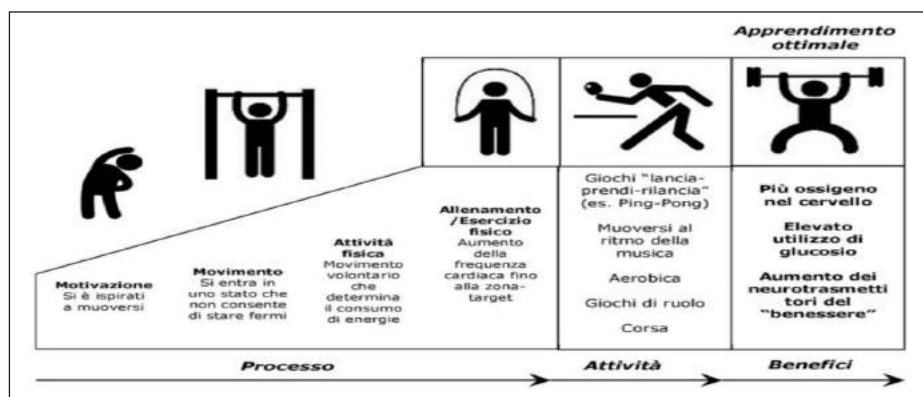 Apprendimento
ottimale
Motivazione
Si è ispirati
a muoversi
Movimento
Si entra in
uno stato che
non consente
di stare fermi
Attività
fisica
Movimento
volontario
che
determina
il consumo
di energie
Allenamento
/Esercizio
fisico
Aumento
della
frequenza
cardiaca fino
alla zona-
target
Giochi "lancia-
prendi-rilancia"
(es. Ping-Pong)
Muoversi al
ritmo della
musica
Aerobica
Giochi di ruolo
Corsa
Più ossigeno
nel cervello
Elevato
utilizzo di
glucosio
Aumento dei
neurotrasmetti
tori del
"benessere"
Processo
Attività
Benefici